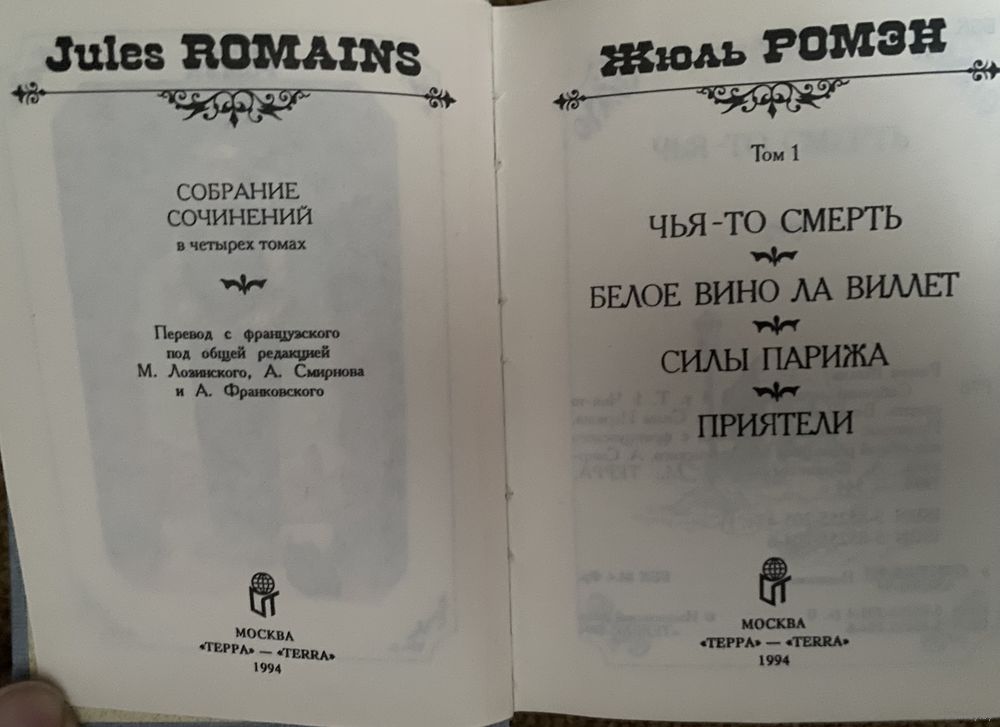 Jules ROMAINS
СОБРАНИЕ
СОЧИНЕНИЙ
в четырех томах
Перевод с французского
под общей редакцией
М. Лозинского, А. Смирнова
и А. Франковского
МОСКВА
«ТЕРРА» — «TERRA»
1994
Жюль РОМЭН
Том 1
ЧЬЯ-ТО СМЕРТЬ
БЕЛОЕ ВИНО ЛА ВИЛЛЕТ
СИЛЫ ПАРИЖА
ПРИЯТЕЛИ
МОСКВА
«ТЕРРА» — «TERRA»
1994